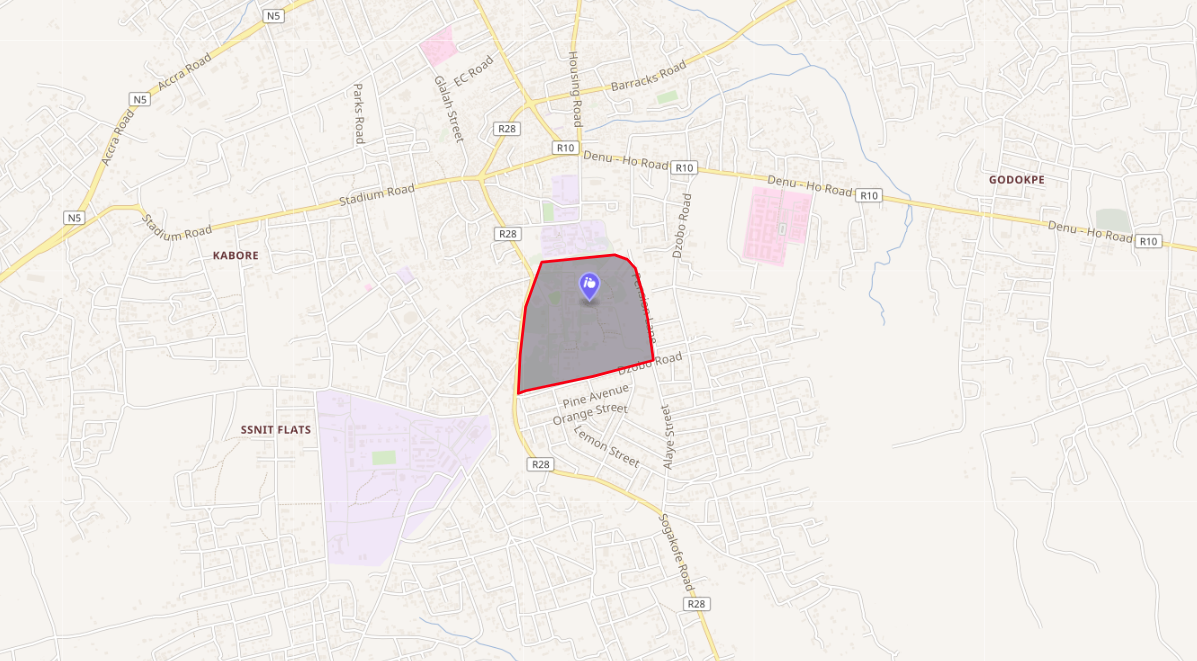 N5
Accra Road
EC Road
Housing Road
Barracks Road
Glalah Street
Parks Road
N5
Accra Road
R28
R10
Denu - Ho Road
R10
Denu - Ho Road
R10
GODOKPE
Stadium Road
Dzobo Road
N5
Stadium Road
R28
Denu - Ho Road
R10
KABORE
Lane
Dzobo Road
Pine Avenue
Orange Street
Alaye Street
SSNIT FLATS
Lemon Street
R28
Sogakofe Road
R28